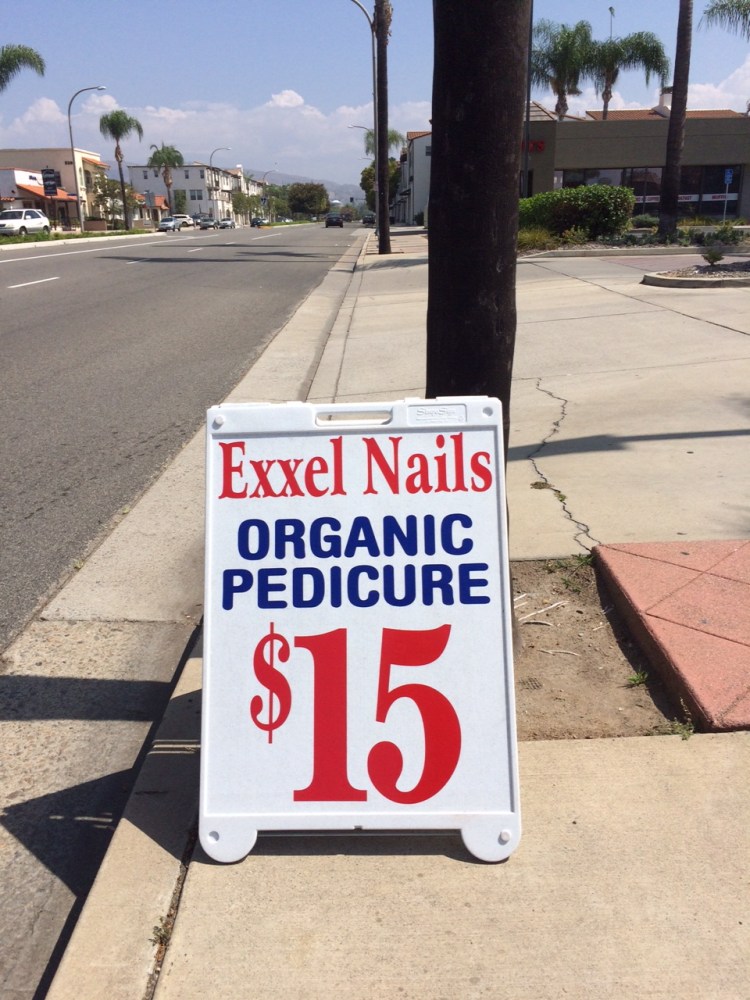 Exxel Nails
ORGANIC
PEDICURE
$15